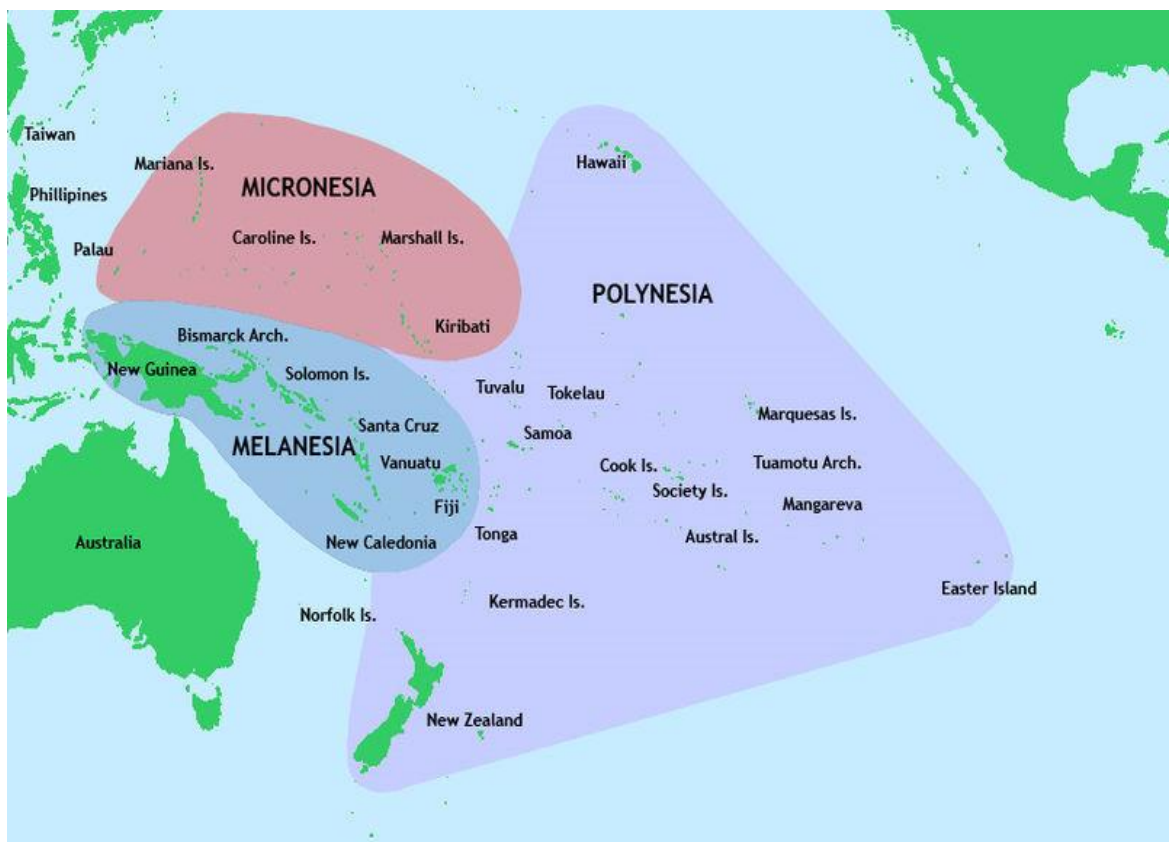 Taiwan
Hawaii
Mariana Is.
MICRONESIA
Phillipines
Caroline Is.
Marshall Is.
Palau
POLYNESIA
Kiribati
Bismarck Arch.
New Guinea
Solomon Is.
Tuvalu
Tokelau
Marquesas Is.
Santa Cruz
Samoa
MELANESIA
Vanuatu
Cook Is.
Tuamotu Arch.
Society Is.
Fiji
Mangareva
Tonga
Austral Is.
New Caledonia
Australia
Easter Island
Kermadec Is.
Norfolk Is.
New Zealand